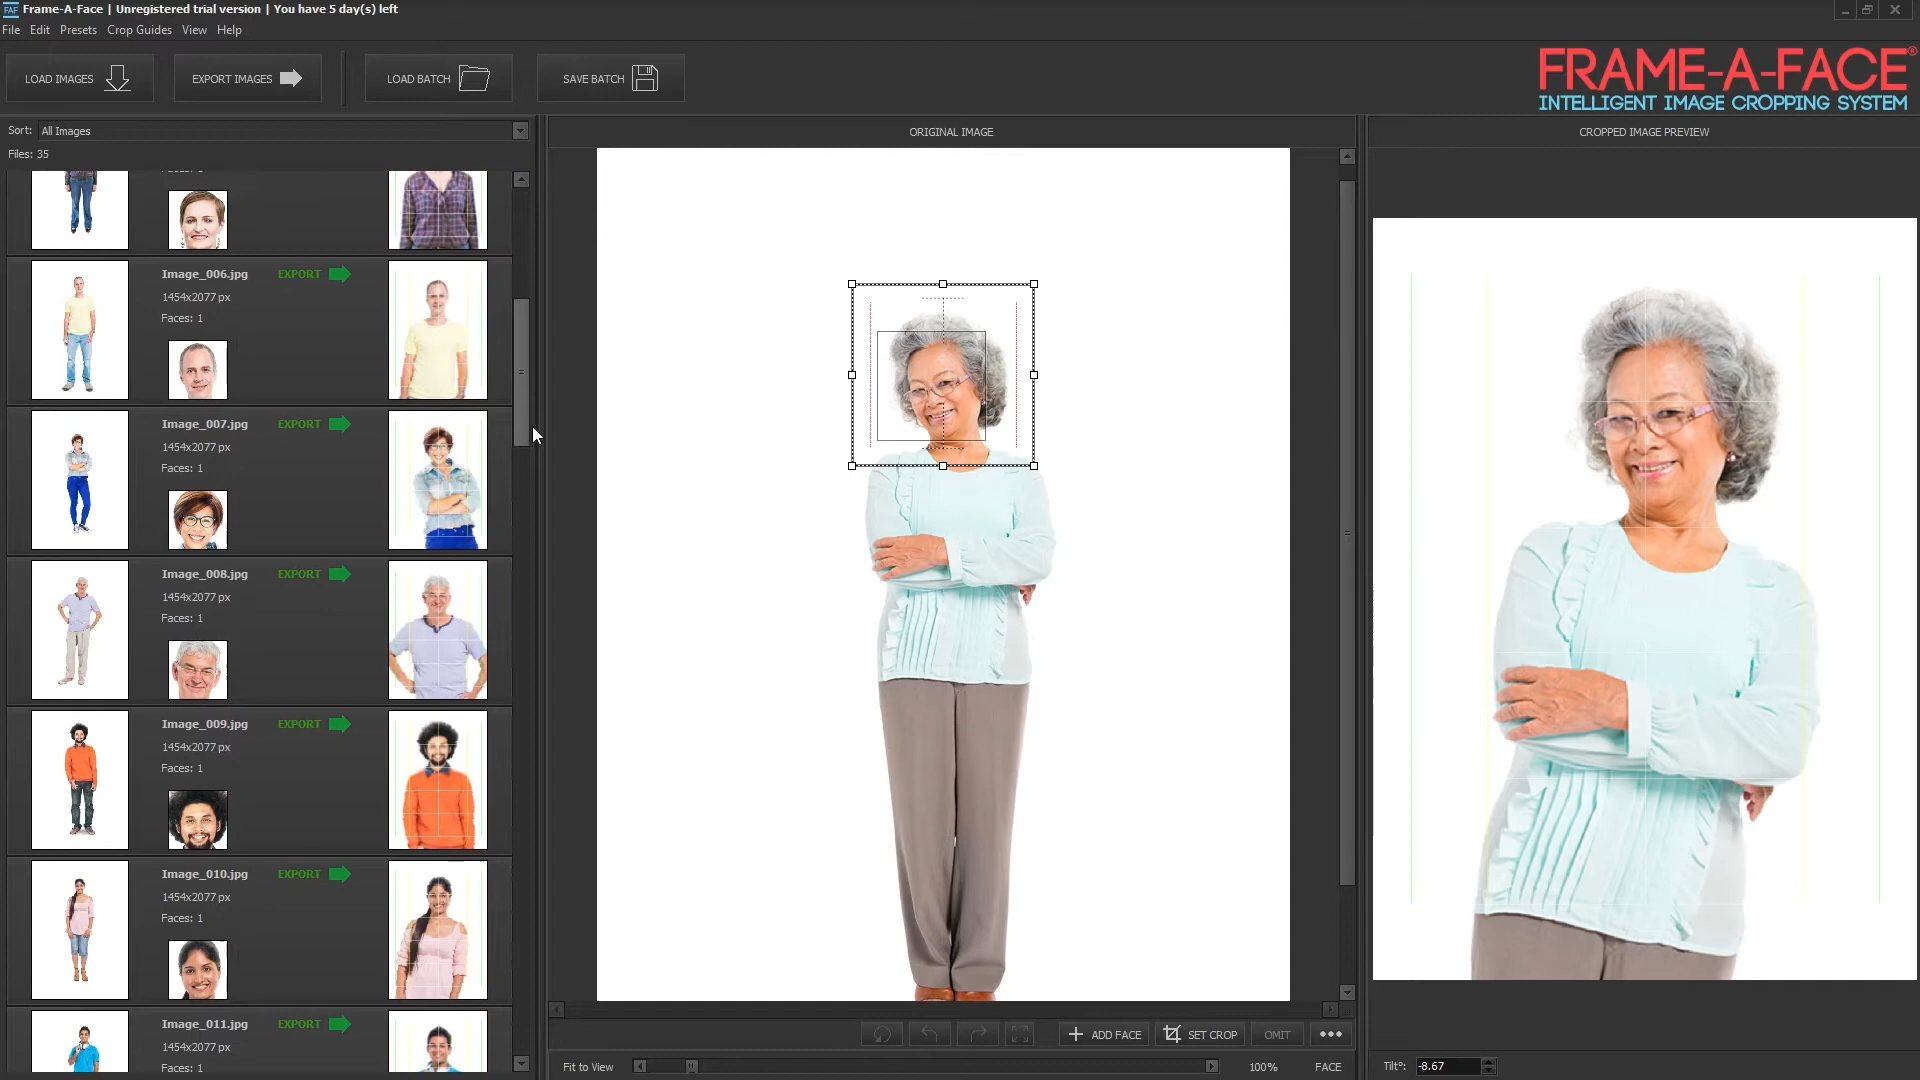 FAF Frame-A-Face | Unregistered trial version | You have 5 day(s) left
File Edit Presets Crop Guides View Help
LOAD IMAGES EXPORT IMAGES LOAD BATCH SAVE BATCH
FRAME-A-FACE®
INTELLIGENT IMAGE CROPPING SYSTEM
Sort: All Images
Files: 35
ORIGINAL IMAGE
CROPPED IMAGE PREVIEW
Image_006.jpg EXPORT
1454x2077 px
Faces: 1
Image_007.jpg EXPORT
1454x2077 px
Faces: 1
Image_008.jpg EXPORT
1454x2077 px
Faces: 1
Image_009.jpg EXPORT
1454x2077 px
Faces: 1
Image_010.jpg EXPORT
1454x2077 px
Faces: 1
Image_011.jpg EXPORT
1454x2077 px
Faces: 1
ADD FACE SET CROP OMIT
Fit to View 100% FACE
Tilt°: -8.67